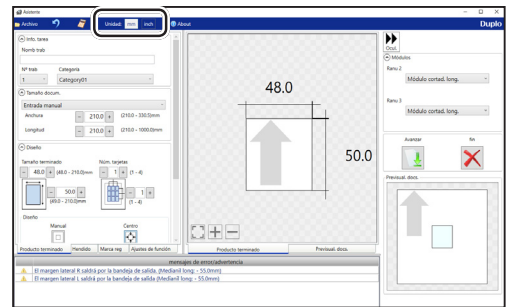 Asistente
Archivo
Unidad: mm inch
About
Duplo
Info. tarea
Nomb trab
Nº trab Categoría
1 Category01
Tamaño docum.
Entrada manual
Anchura - 210.0 + (210.0 - 330.5)mm
Longitud - 210.0 + (210.0 - 1000.0)mm
Diseño
Tamaño terminado Núm. tarjetas
- 48.0 + (48.0 - 210.0)mm - 1 + (1 - 4)
- 50.0 + - 1 +
(49.0 - 210.0)mm (1 - 4)
Diseño
Manual Centro
Producto terminado Hendido Marca reg. Ajustes de función
48.0
50.0
Producto terminado Previsual. docs.
Ocul.
Módulos
Ranu 2
Módulo cortad. long.
Ranu 3
Módulo cortad. long.
Avanzar Fin
Previsual. docs.
mensajes de error/advertencia
El margen lateral R saldrá por la bandeja de salida. (Medianil long: - 55.0mm)
El margen lateral L saldrá por la bandeja de salida. (Medianil long: - 55.0mm)